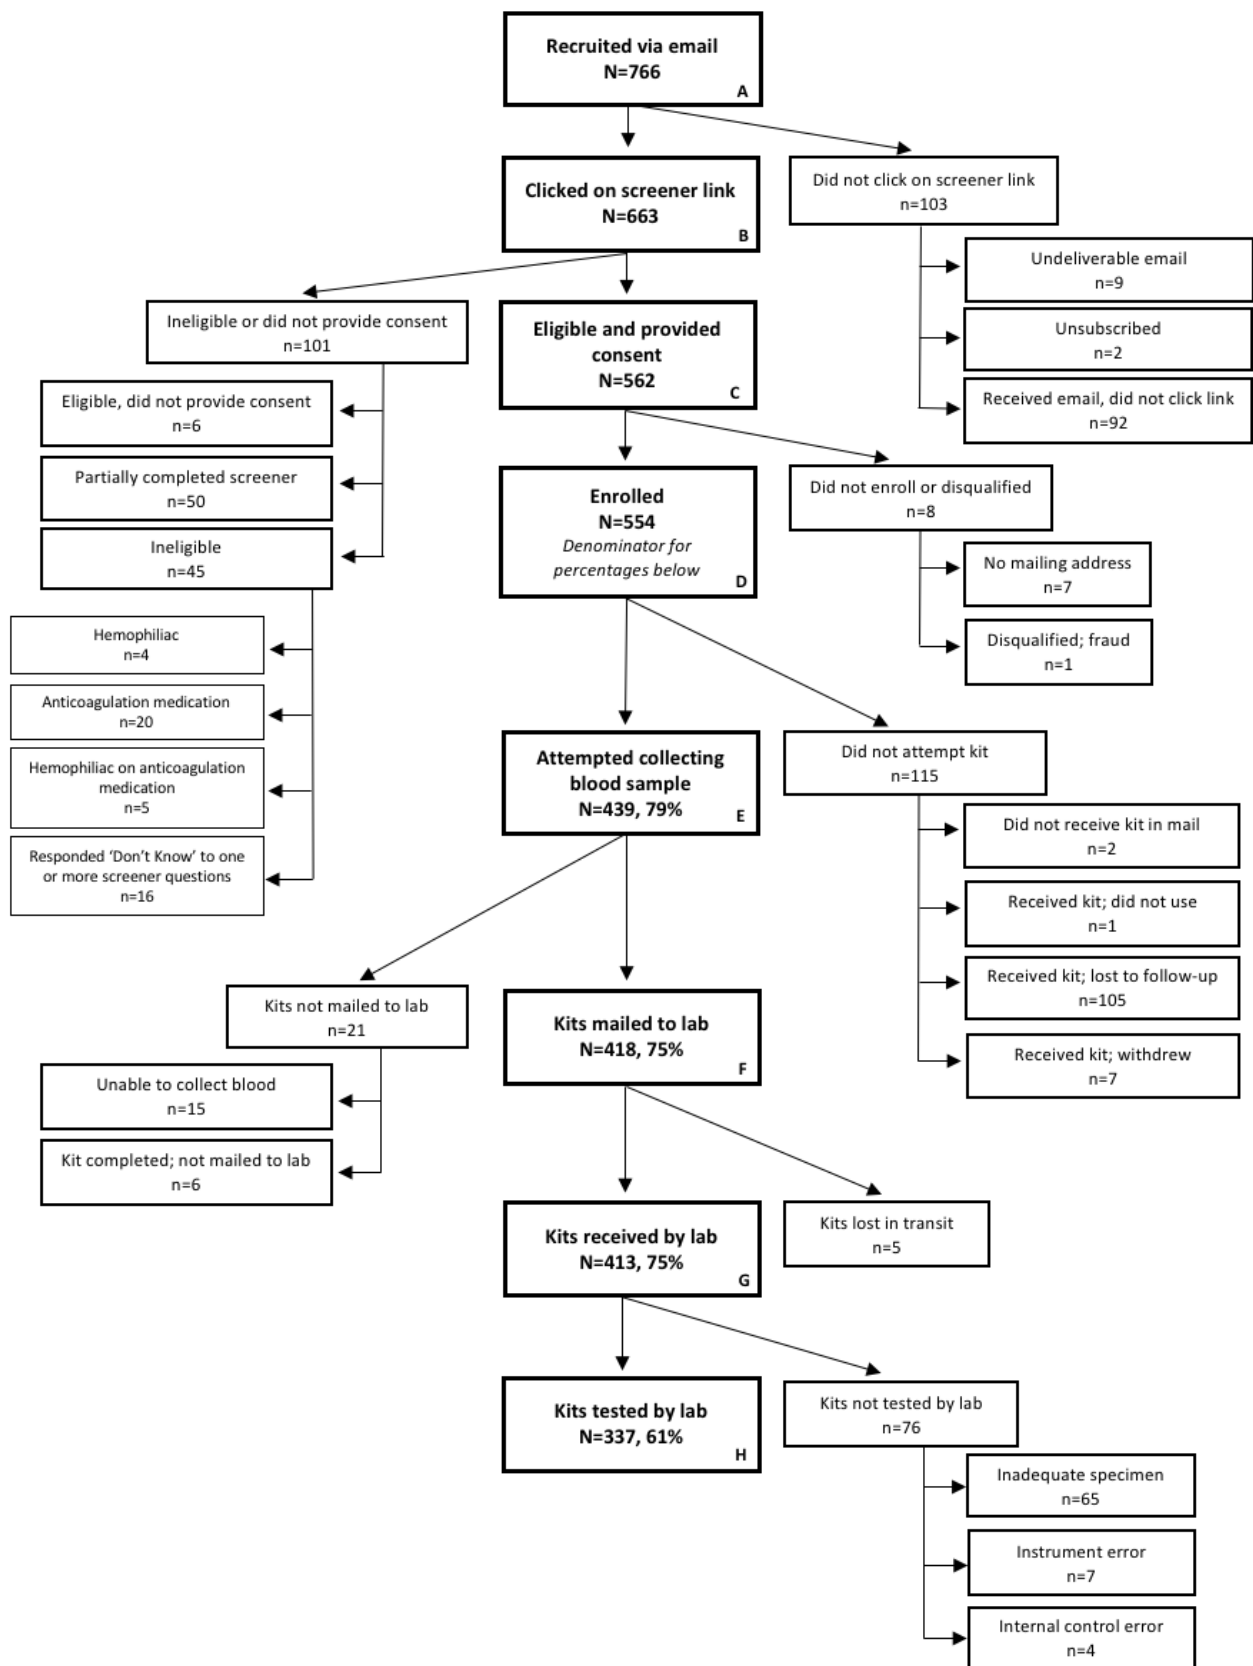 Recruited via email
N=766
A
Clicked on screener link
N=663
B
Did not click on screener link
n=103
Undeliverable email
n=9
Unsubscribed
n=2
Received email, did not click link
n=92
Ineligible or did not provide consent
n=101
Eligible, did not provide consent
n=6
Partially completed screener
n=50
Ineligible
n=45
Hemophiliac
n=4
Anticoagulation medication
n=20
Hemophiliac on anticoagulation
medication
n=5
Responded ‘Don’t Know’ to one
or more screener questions
n=16
Eligible and provided
consent
N=562
C
Enrolled
N=554
Denominator for
percentages below
D
Did not enroll or disqualified
n=8
No mailing address
n=7
Disqualified; fraud
n=1
Attempted collecting
blood sample
N=439, 79%
E
Did not attempt kit
n=115
Did not receive kit in mail
n=2
Received kit; did not use
n=1
Received kit; lost to follow-up
n=105
Received kit; withdrew
n=7
Kits not mailed to lab
n=21
Unable to collect blood
n=15
Kit completed; not mailed to lab
n=6
Kits mailed to lab
N=418, 75%
F
Kits lost in transit
n=5
Kits received by lab
N=413, 75%
G
Kits tested by lab
N=337, 61%
H
Kits not tested by lab
n=76
Inadequate specimen
n=65
Instrument error
n=7
Internal control error
n=4